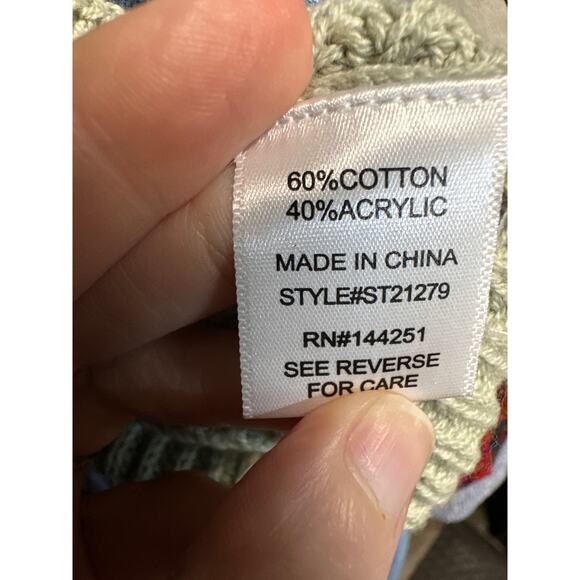 60%COTTON
40%ACRYLIC
MADE IN CHINA
STYLE#ST21279
RN#144251
SEE REVERSE
FOR CARE